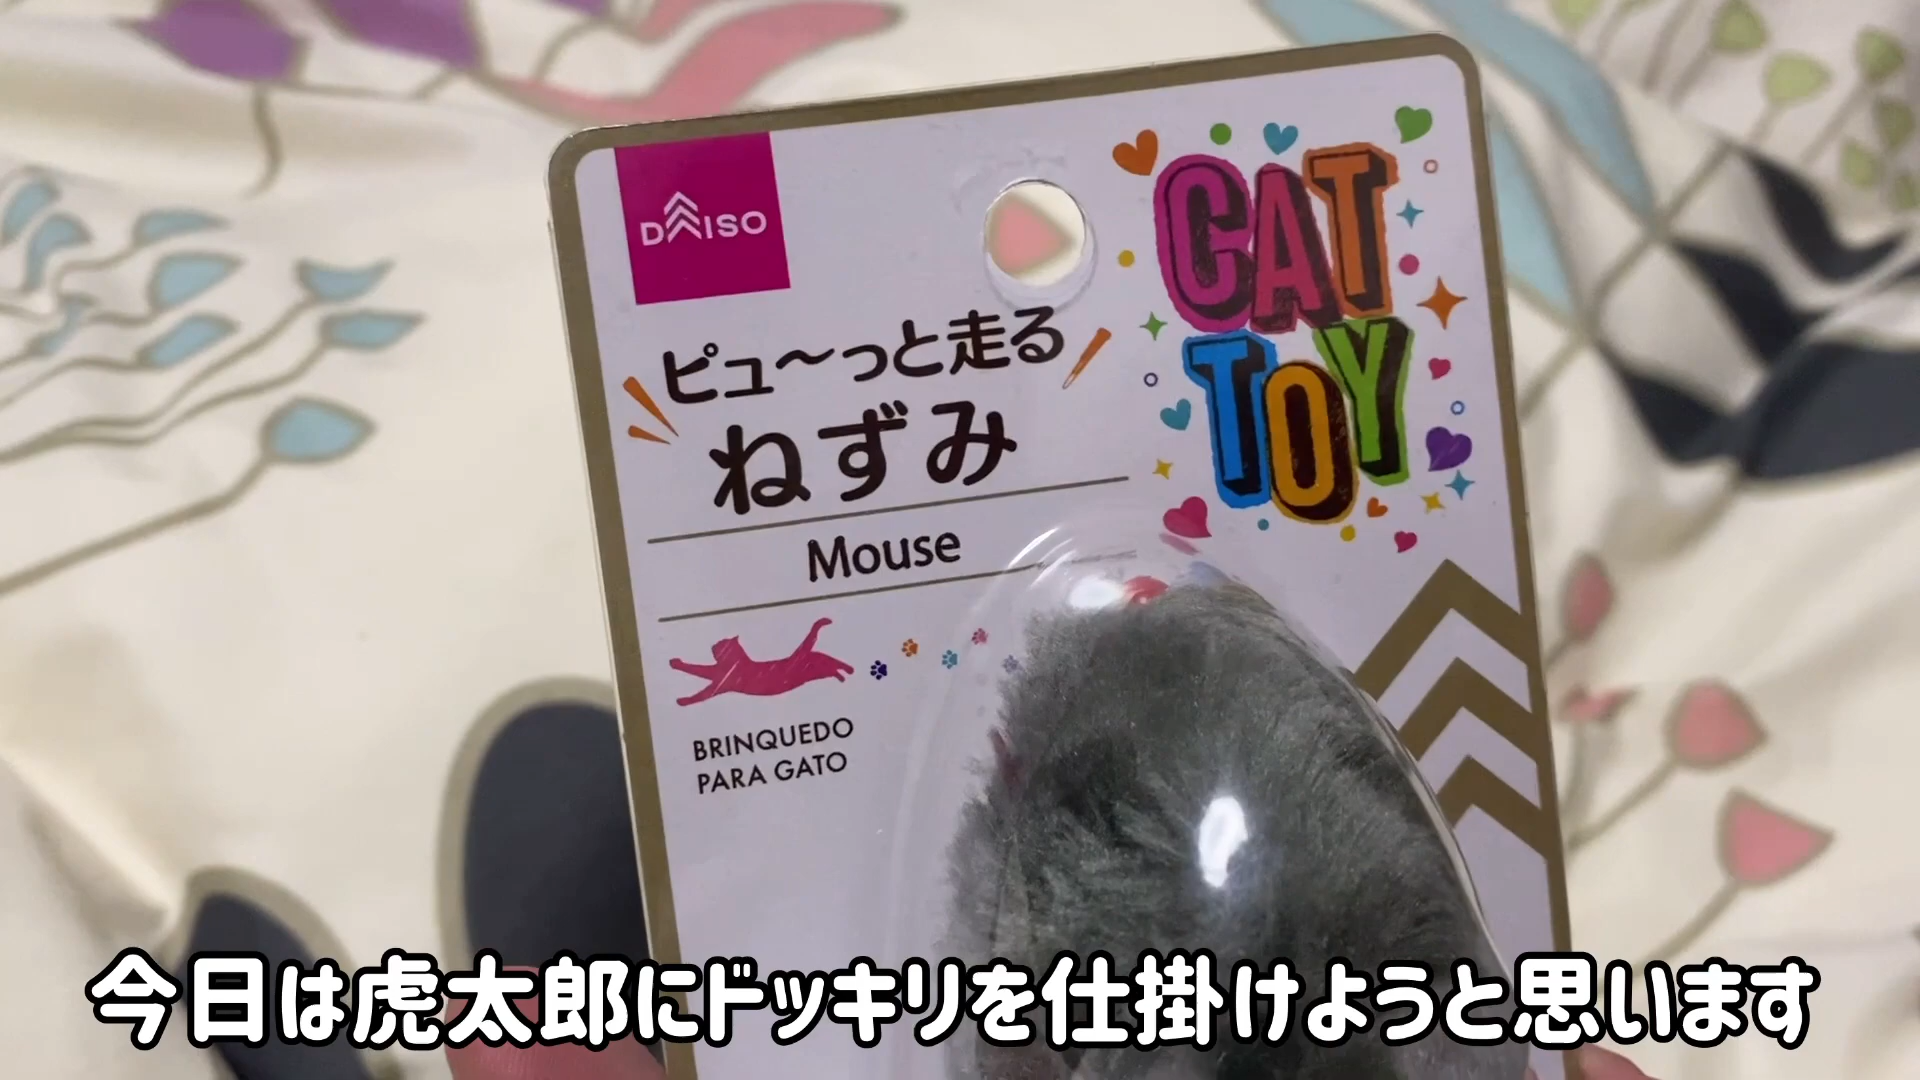 DAISO
CAT
TOY
ピュ～っと走る
ねずみ
Mouse
BRINQUEDO
PARA GATO
今日は虎太郎にドッキリを仕掛けようと思います